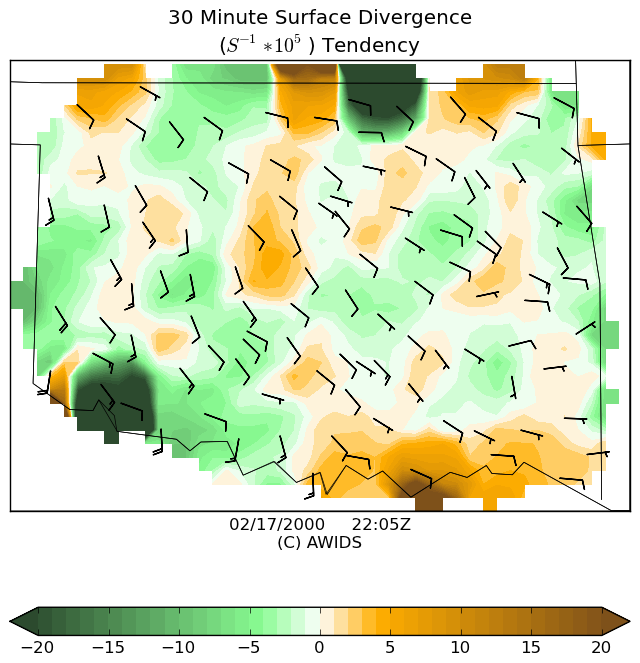 30 Minute Surface Divergence
($S^{-1} * 10^{5}$ ) Tendency
02/17/2000 22:05Z
(C) AWIDS
−20 −15 −10 −5 0 5 10 15 20